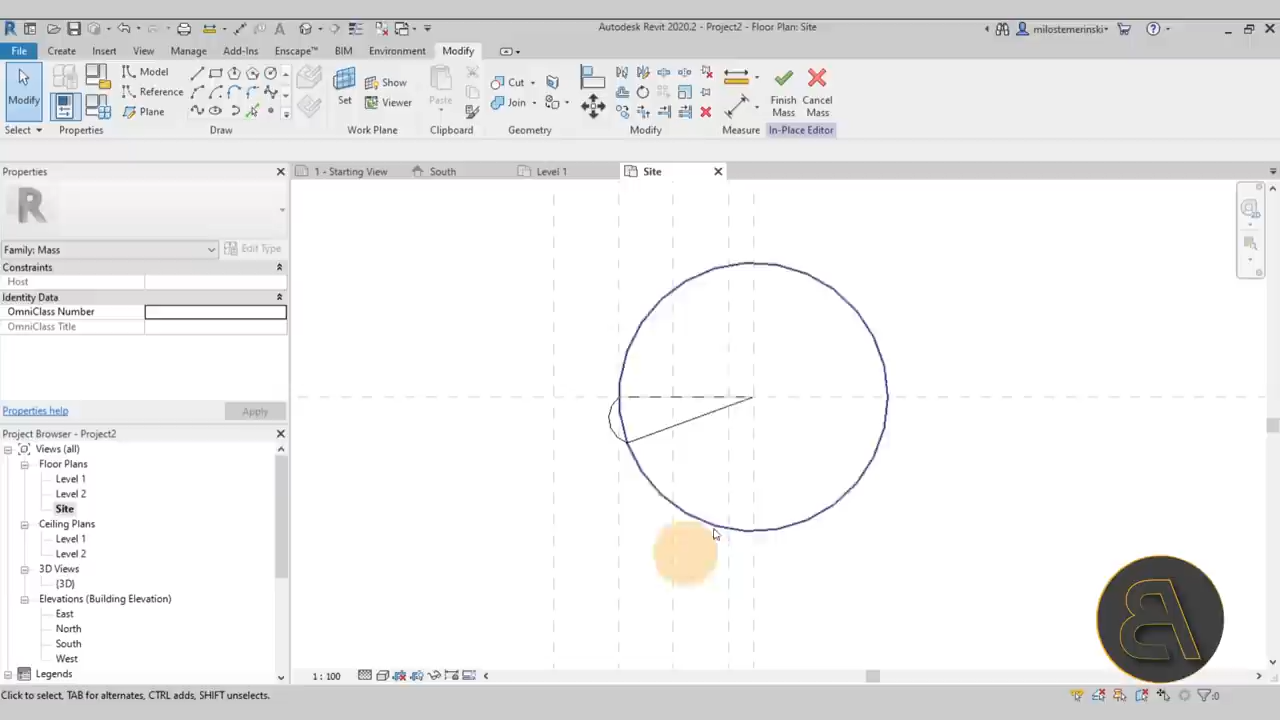 Autodesk Revit 2020.2 - Project2 - Floor Plan: Site
milostemerinski
File Create Insert View Manage Add-Ins Enscape™ BIM Environment Modify
Modify
Model
Reference
Plane
Set
Show
Viewer
Paste
Cut
Join
Finish Mass
Cancel Mass
Select Properties Draw Work Plane Clipboard Geometry Modify Measure In-Place Editor
Properties
1 - Starting View South Level 1 Site
R
Family: Mass Edit Type
Constraints
Host
Identity Data
OmniClass Number
OmniClass Title
Properties help Apply
Project Browser - Project2
Views (all)
Floor Plans
Level 1
Level 2
Site
Ceiling Plans
Level 1
Level 2
3D Views
{3D}
Elevations (Building Elevation)
East
North
South
West
Legends
1 : 100
Click to select, TAB for alternates, CTRL adds, SHIFT unselects.
:0